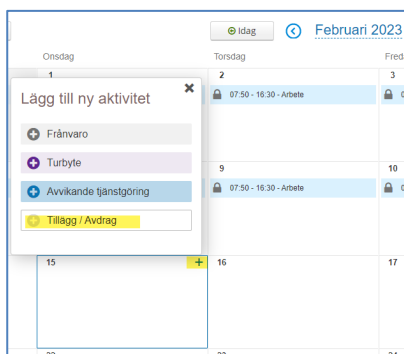 Idag
Februari 2023
Onsdag
Torsdag
Fred
1
2
3
07:50 - 16:30 - Arbete
Lägg till ny aktivitet
Frånvaro
Turbyte
Avvikande tjänstgöring
Tillägg / Avdrag
9
10
07:50 - 16:30 - Arbete
15
16
17